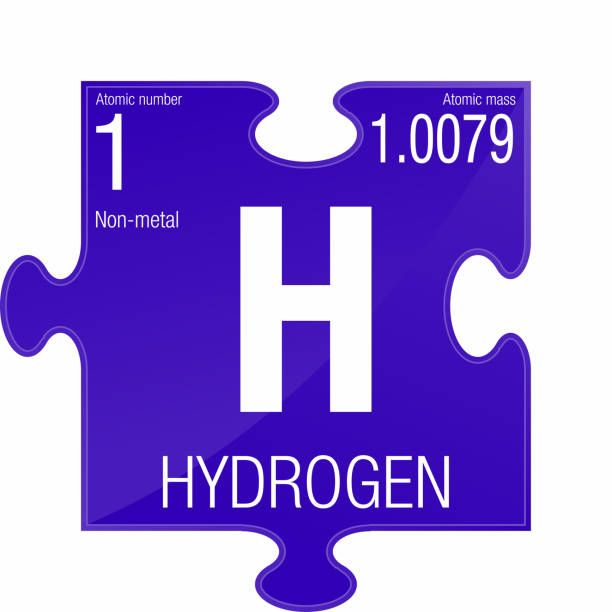 Atomic number
1
Non-metal
Atomic mass
1.0079
H
HYDROGEN